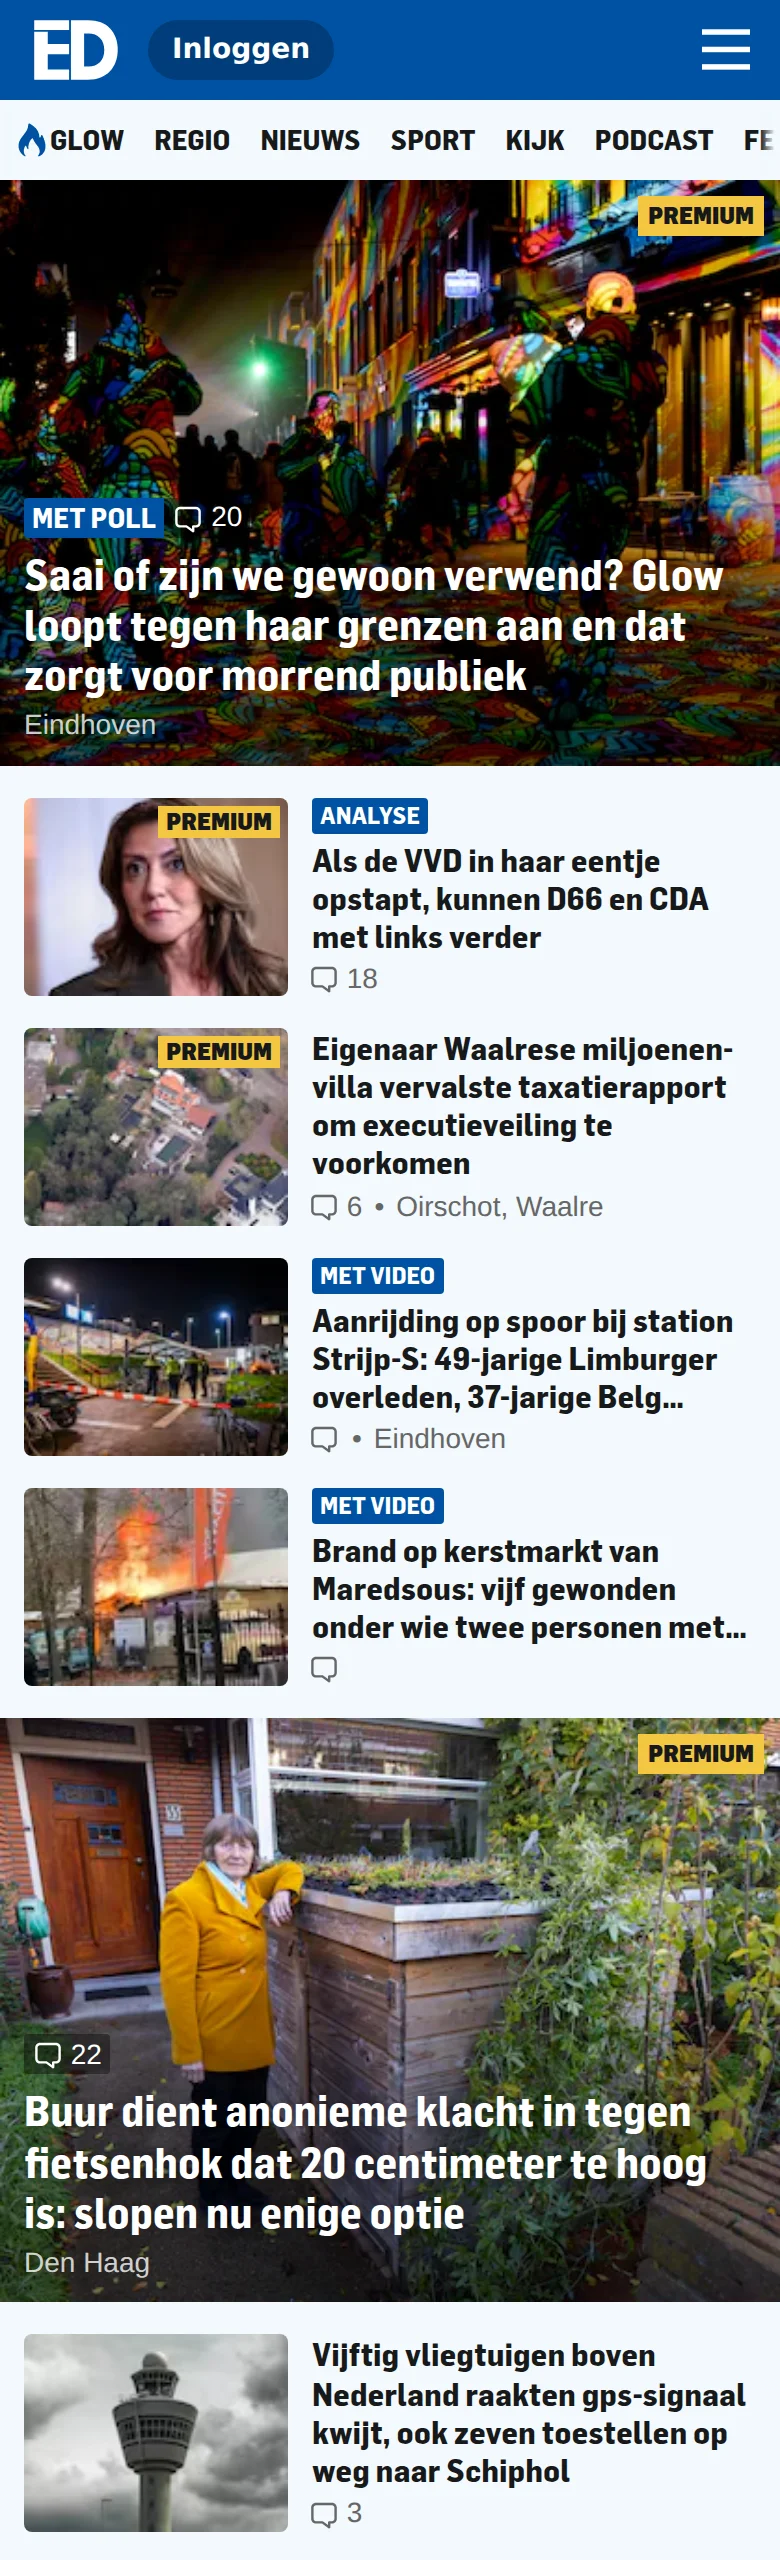 ED
Inloggen
GLOW REGIO NIEUWS SPORT KIJK PODCAST FE
PREMIUM
MET POLL 20
Saai of zijn we gewoon verwend? Glow
loopt tegen haar grenzen aan en dat
zorgt voor morrend publiek
Eindhoven
PREMIUM
ANALYSE
Als de VVD in haar eentje
opstapt, kunnen D66 en CDA
met links verder
18
PREMIUM
Eigenaar Waalrese miljoenen-
villa vervalste taxatierapport
om executieveiling te
voorkomen
6 • Oirschot, Waalre
MET VIDEO
Aanrijding op spoor bij station
Strijp-S: 49-jarige Limburger
overleden, 37-jarige Belg...
• Eindhoven
MET VIDEO
Brand op kerstmarkt van
Maredsous: vijf gewonden
onder wie twee personen met...
PREMIUM
22
Buur dient anonieme klacht in tegen
fietsenhok dat 20 centimeter te hoog
is: slopen nu enige optie
Den Haag
Vijftig vliegtuigen boven
Nederland raakten gps-signaal
kwijt, ook zeven toestellen op
weg naar Schiphol
3